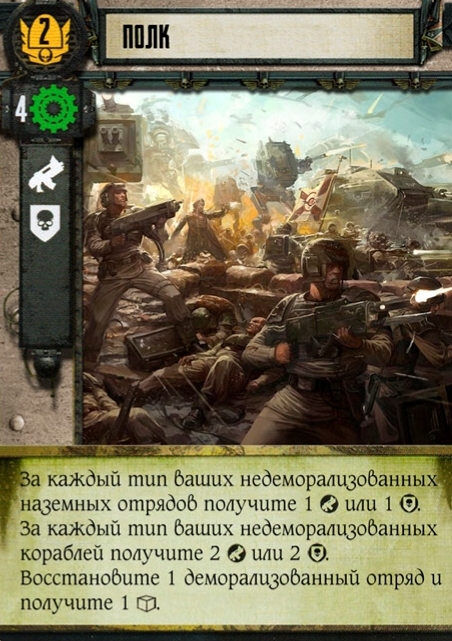 2
ПОЛК
4
За каждый тип ваших недеморализованных
наземных отрядов получите 1 или 1 .
За каждый тип ваших недеморализованных
кораблей получите 2 или 2 .
Восстановите 1 деморализованный отряд и
получите 1 .